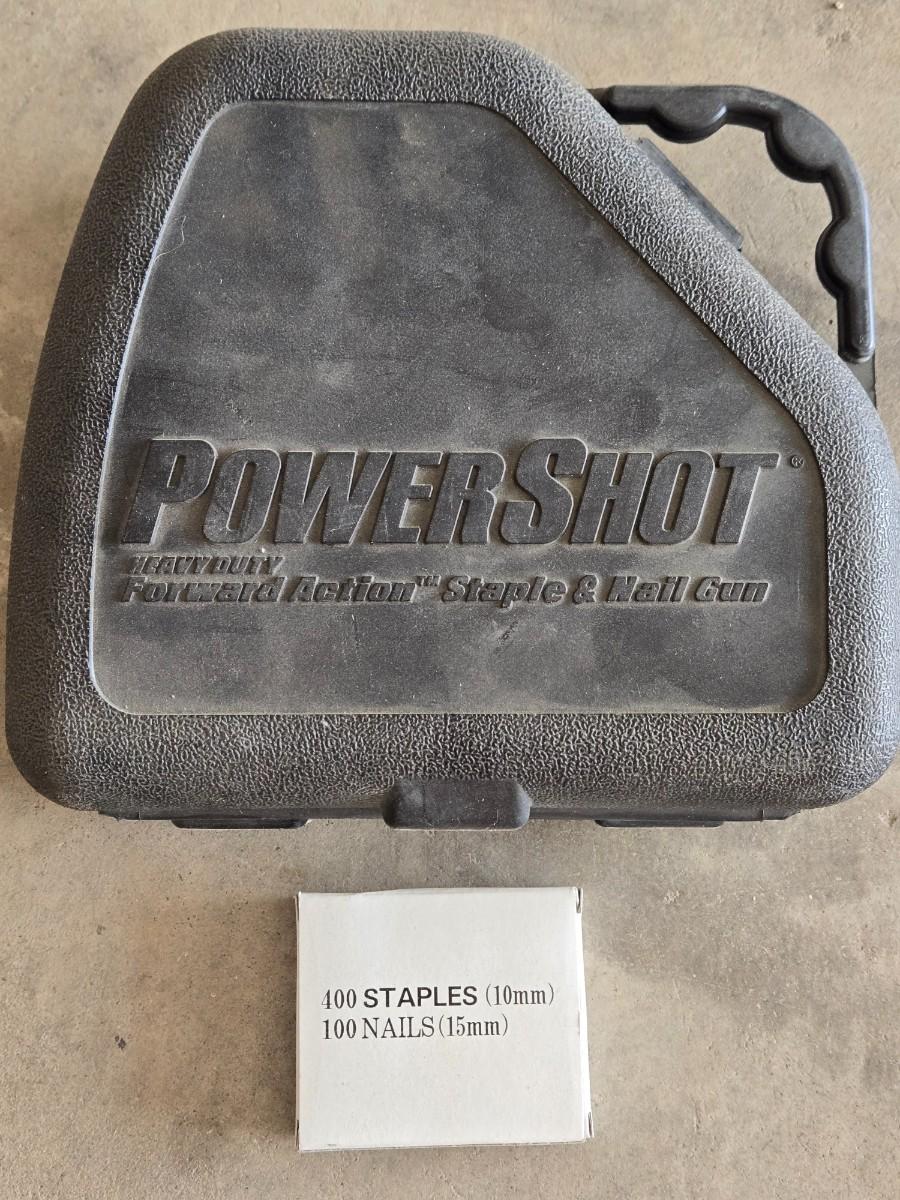 POWERSHOT®
HEAVY DUTY
Forward Action™ Staple & Nail Gun
400 STAPLES (10mm)
100 NAILS (15mm)